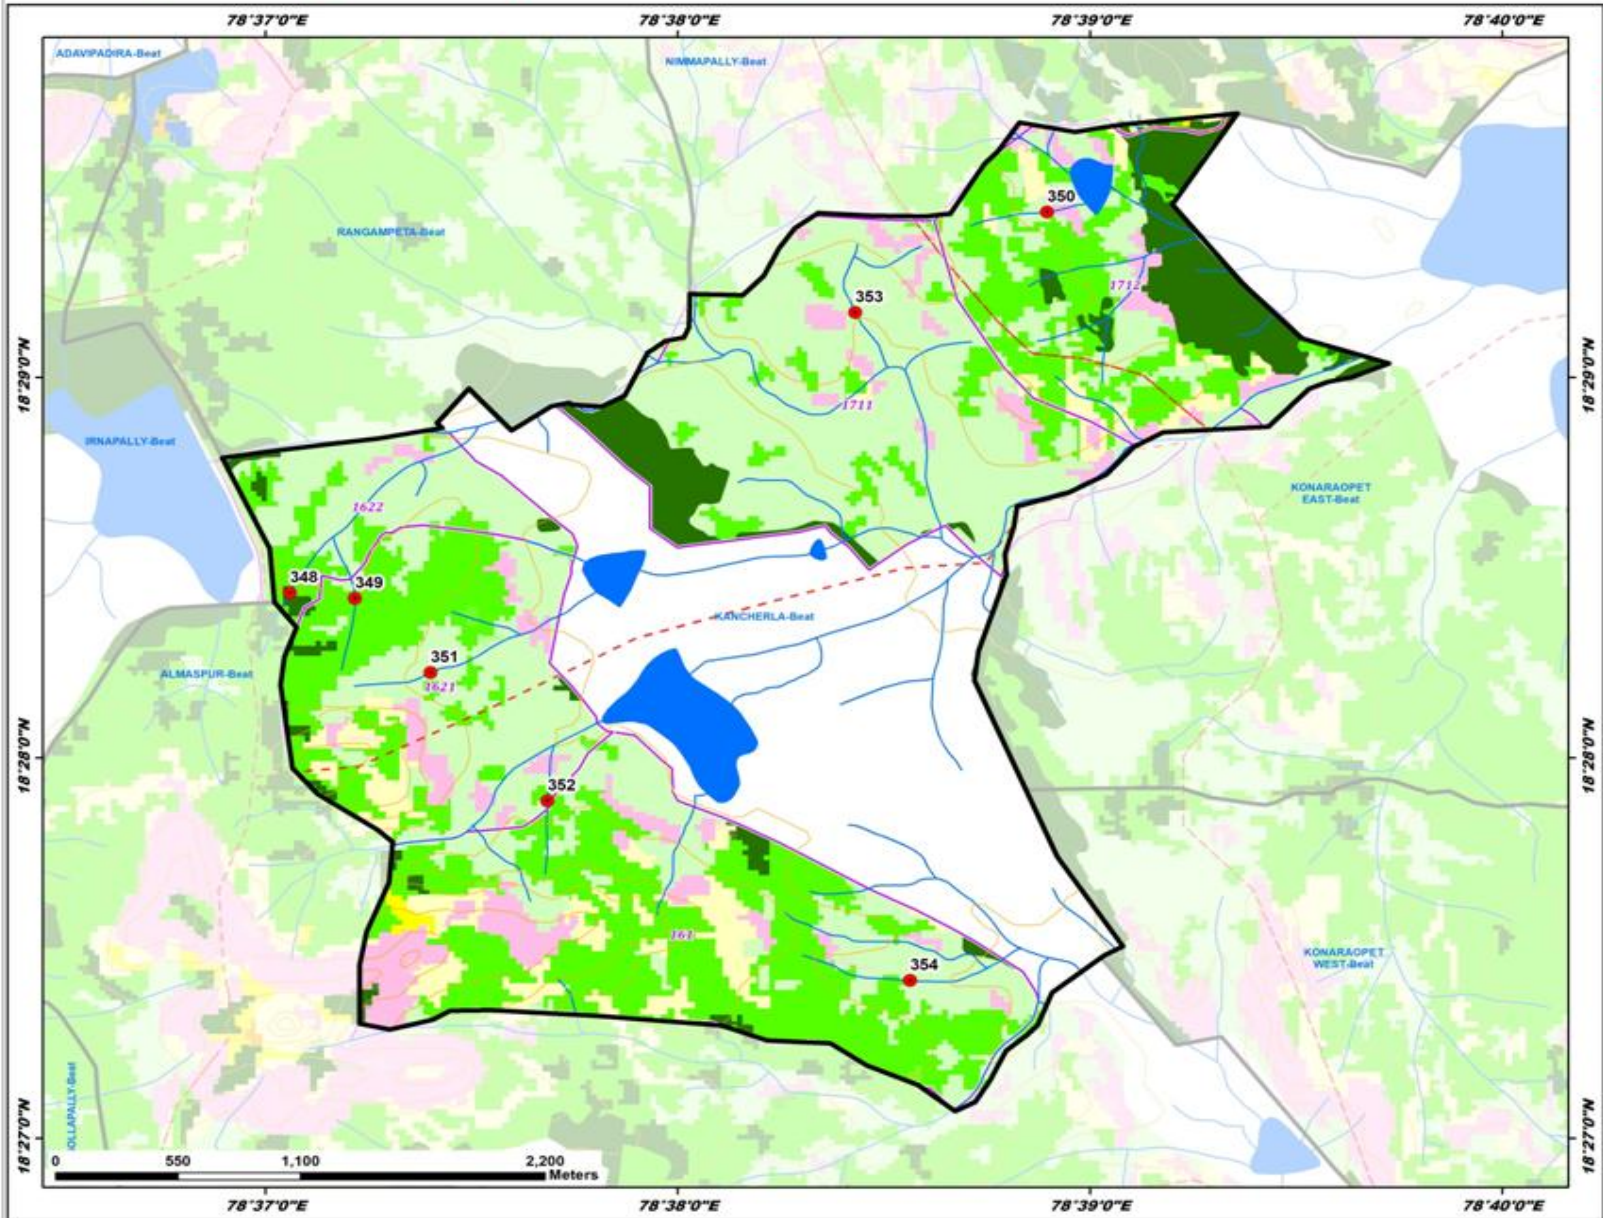 78°37'0"E 78°38'0"E 78°39'0"E 78°40'0"E
ADAVIPADIRA-Beat
NIMMAPALLY-Beat
350
RANGAMPETA-Beat
1712
353
18°29'0"N 18°29'0"N
1711
IRNAPALLY-Beat
KONARAOPET
EAST-Beat
1622
348 349
KANCHERLA-Beat
351
ALMASPUR-Beat
1621
18°28'0"N 18°28'0"N
352
161
KONARAOPET
WEST-Beat
354
OLLAPALLY-Beat
18°27'0"N 18°27'0"N
0 550 1,100 2,200
Meters
78°37'0"E 78°38'0"E 78°39'0"E 78°40'0"E